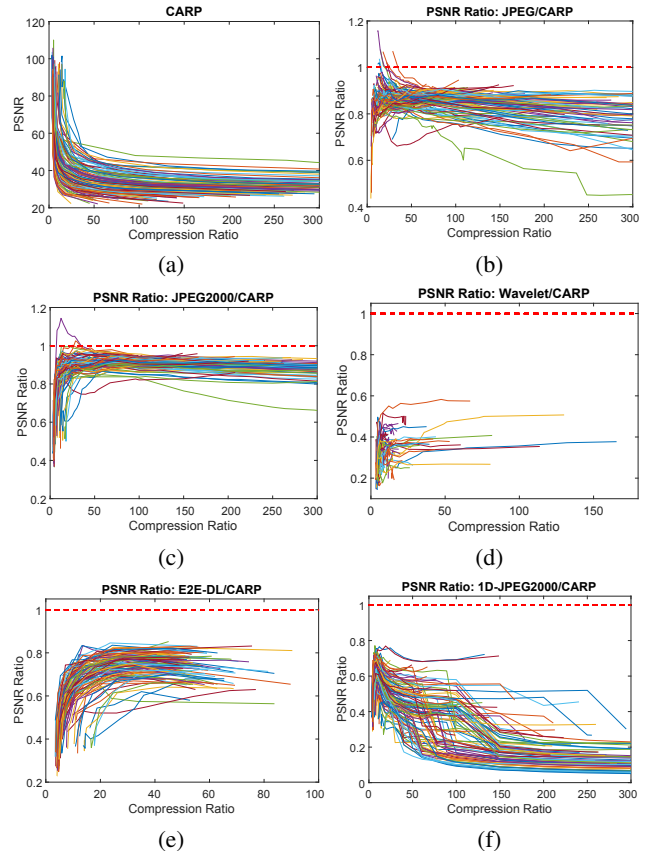 CARP
PSNR
120
100
80
60
40
20
0 50 100 150 200 250 300
Compression Ratio
(a)
PSNR Ratio: JPEG/CARP
PSNR Ratio
1.2
1
0.8
0.6
0.4
0 50 100 150 200 250 300
Compression Ratio
(b)
PSNR Ratio: JPEG2000/CARP
PSNR Ratio
1.2
1
0.8
0.6
0.4
0.2
0 50 100 150 200 250 300
Compression Ratio
(c)
PSNR Ratio: Wavelet/CARP
PSNR Ratio
1
0.8
0.6
0.4
0.2
0 50 100 150
Compression Ratio
(d)
PSNR Ratio: E2E-DL/CARP
PSNR Ratio
1
0.8
0.6
0.4
0.2
0 20 40 60 80 100
Compression Ratio
(e)
PSNR Ratio: 1D-JPEG2000/CARP
PSNR Ratio
1
0.8
0.6
0.4
0.2
0
0 50 100 150 200 250 300
Compression Ratio
(f)